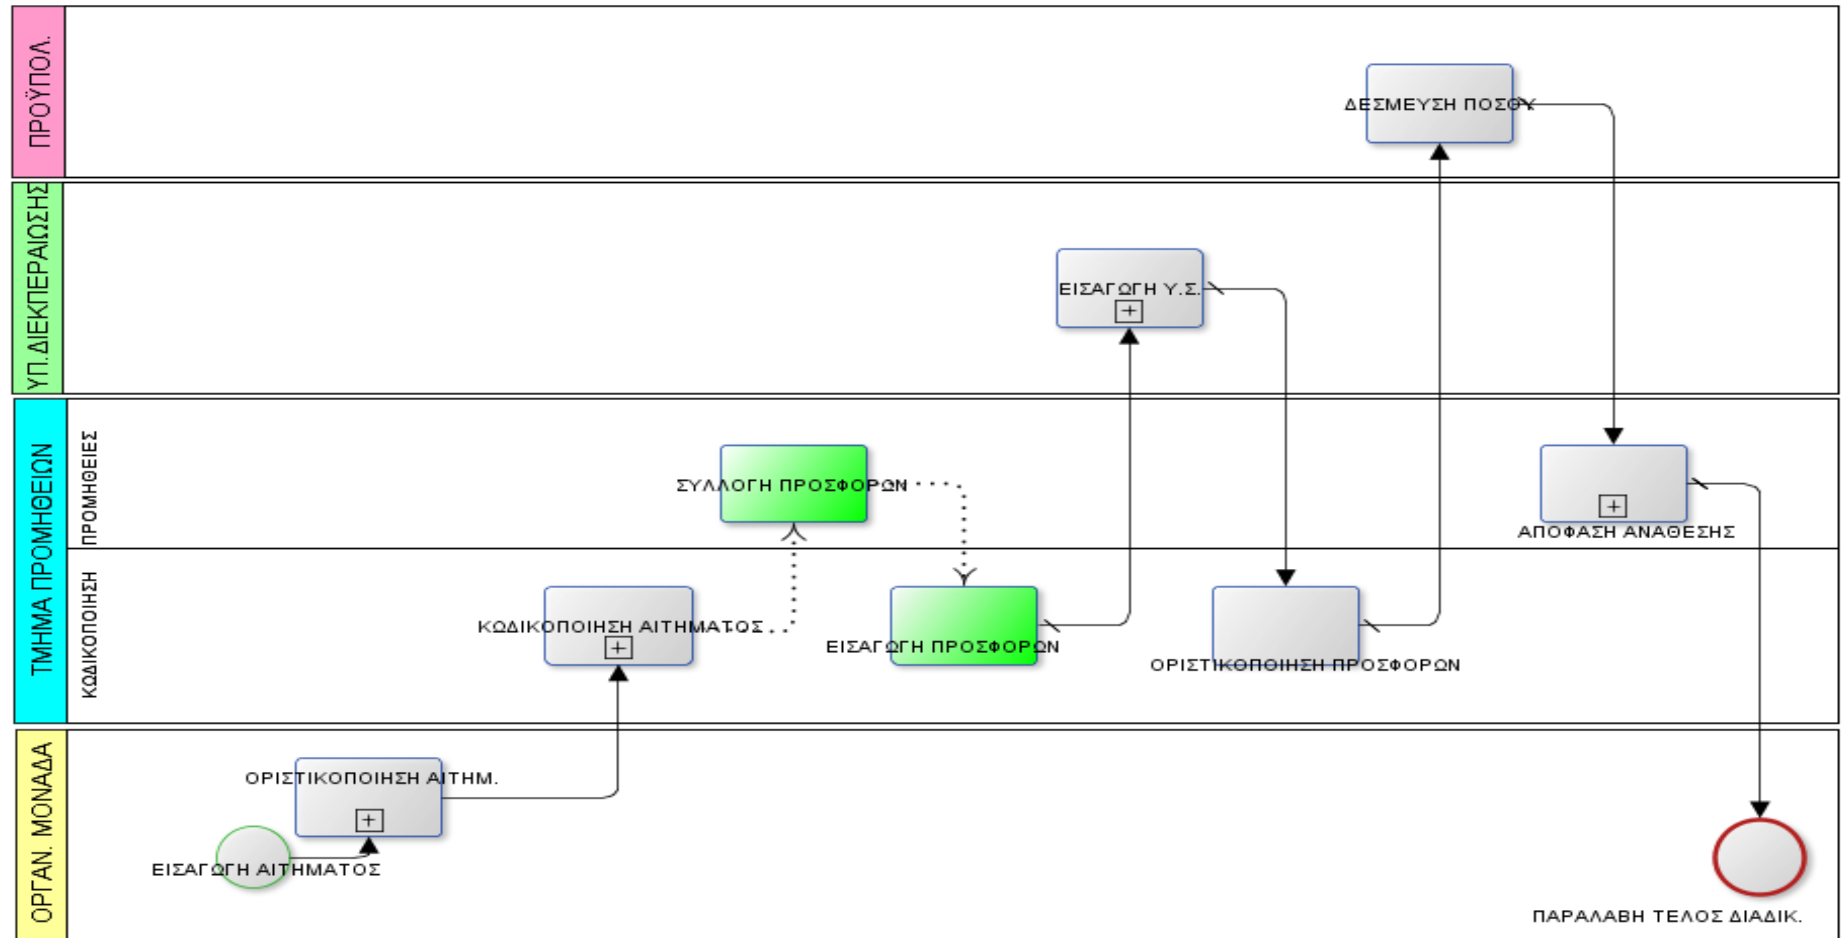 ΠΡΟΫΠΟΛ.
ΔΕΣΜΕΥΣΗ ΠΟΣΟΥ
ΥΠ.ΔΙΕΚΠΕΡΑΙΩΣΗΣ
ΕΙΣΑΓΩΓΗ Υ.Σ.
ΤΜΗΜΑ ΠΡΟΜΗΘΕΙΩΝ
ΠΡΟΜΗΘΕΙΕΣ
ΣΥΛΛΟΓΗ ΠΡΟΣΦΟΡΩΝ
ΑΠΟΦΑΣΗ ΑΝΑΘΕΣΗΣ
ΚΩΔΙΚΟΠΟΙΗΣΗ
ΚΩΔΙΚΟΠΟΙΗΣΗ ΑΙΤΗΜΑΤΟΣ
ΕΙΣΑΓΩΓΗ ΠΡΟΣΦΟΡΩΝ
ΟΡΙΣΤΙΚΟΠΟΙΗΣΗ ΠΡΟΣΦΟΡΩΝ
ΟΡΓΑΝ. ΜΟΝΑΔΑ
ΟΡΙΣΤΙΚΟΠΟΙΗΣΗ ΑΙΤΗΜ.
ΕΙΣΑΓΩΓΗ ΑΙΤΗΜΑΤΟΣ
ΠΑΡΑΛΑΒΗ ΤΕΛΟΣ ΔΙΑΔΙΚ.